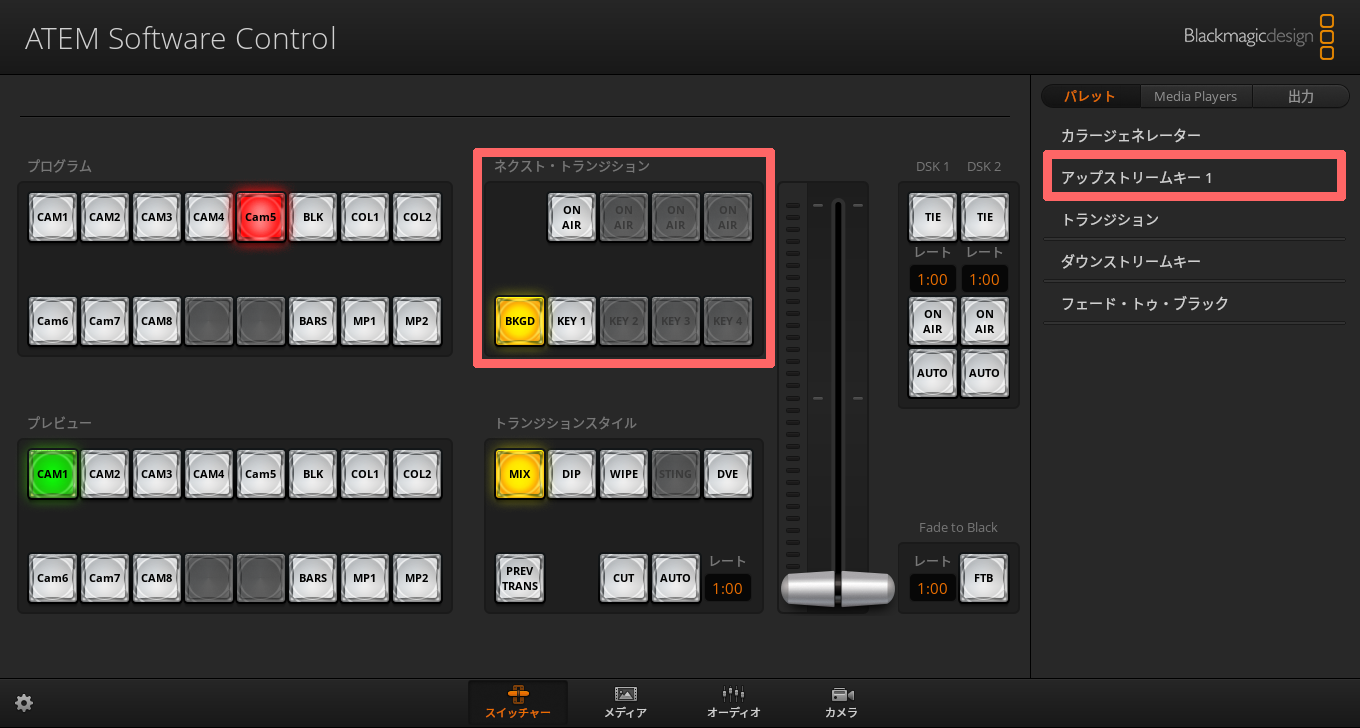 ATEM Software Control
Blackmagicdesign
パレット Media Players 出力
カラージェネレーター
アップストリームキー 1
トランジション
ダウンストリームキー
フェード・トゥ・ブラック
プログラム
CAM1 CAM2 CAM3 CAM4 Cam5 BLK COL1 COL2
Cam6 Cam7 CAM8 BARS MP1 MP2
ネクスト・トランジション
ON AIR ON AIR ON AIR ON AIR
BKGD KEY 1 KEY 2 KEY 3 KEY 4
DSK 1 DSK 2
TIE TIE
レート レート
1:00 1:00
ON AIR ON AIR
AUTO AUTO
プレビュー
CAM1 CAM2 CAM3 CAM4 Cam5 BLK COL1 COL2
Cam6 Cam7 CAM8 BARS MP1 MP2
トランジションスタイル
MIX DIP WIPE STING DVE
PREV TRANS CUT AUTO レート 1:00
Fade to Black
レート 1:00 FTB
スイッチャー メディア オーディオ カメラ